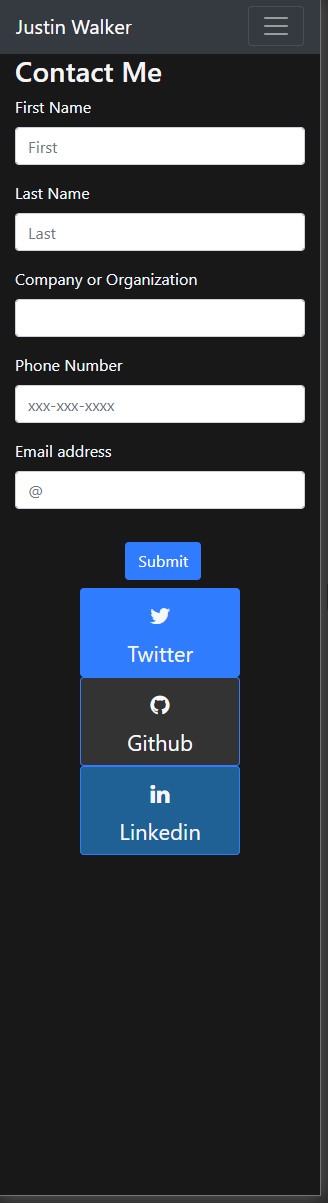 Justin Walker
Contact Me
First Name
First
Last Name
Last
Company or Organization
Phone Number
xxx-xxx-xxxx
Email address
@
Submit
Twitter
Github
Linkedin